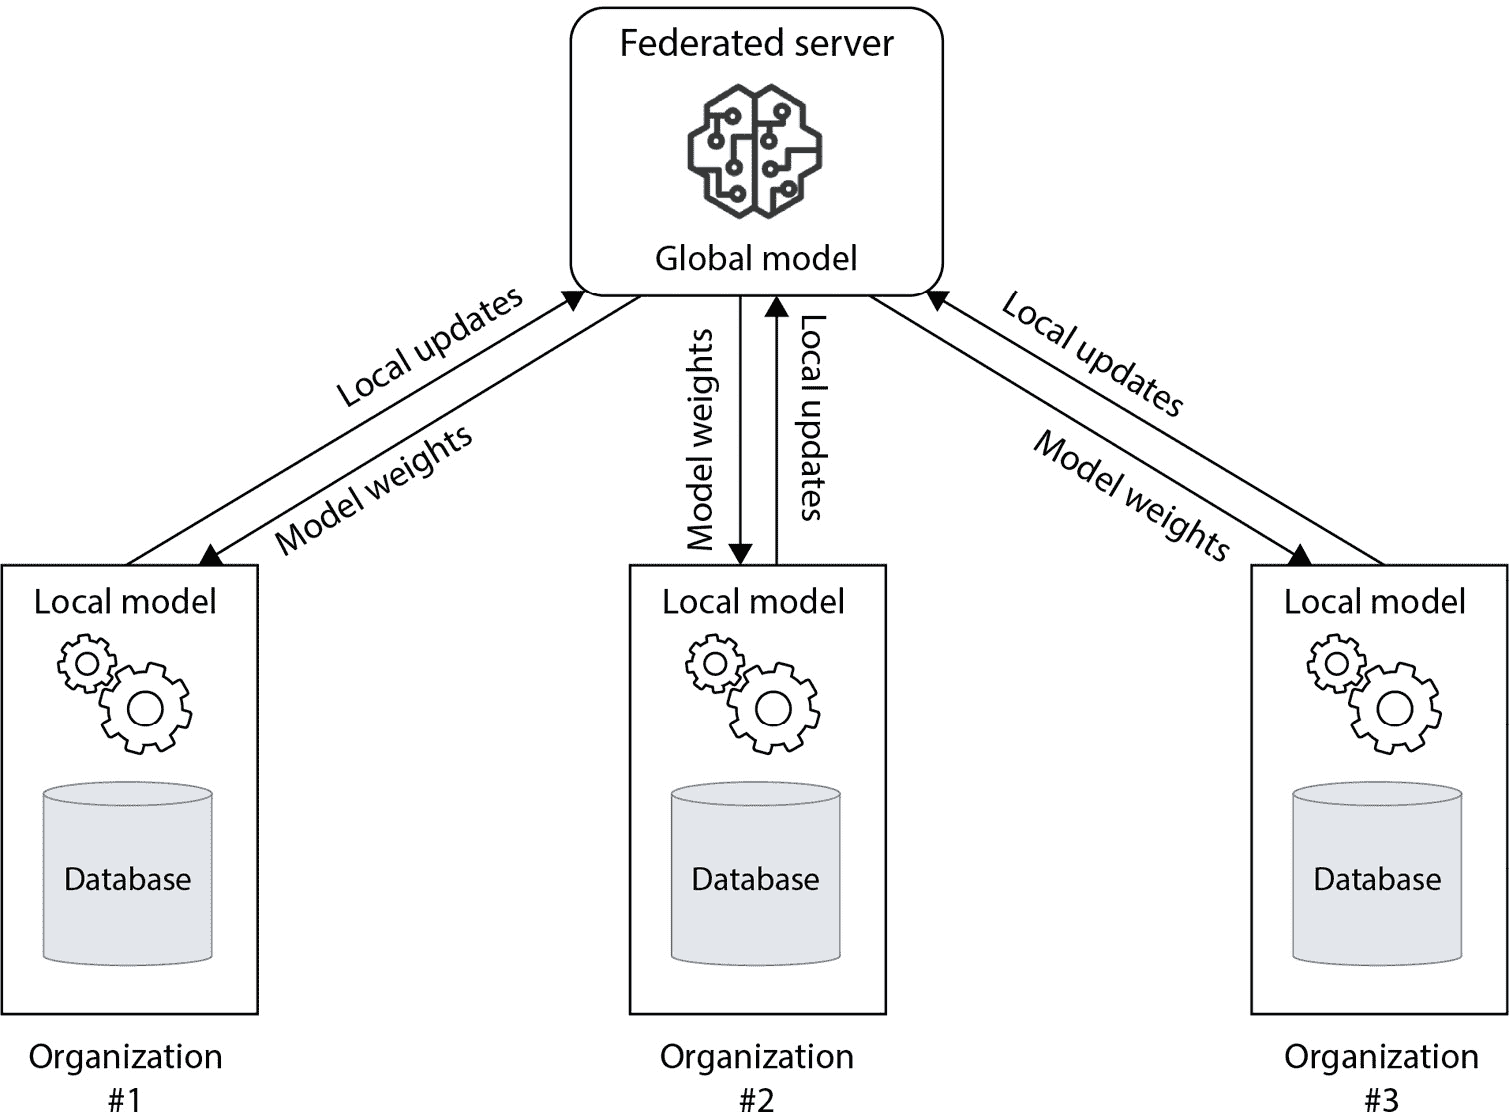 Federated server
Global model
Local updates
Model weights
Model weights
Local updates
Local updates
Model weights
Local model
Database
Organization
#1
Local model
Database
Organization
#2
Local model
Database
Organization
#3